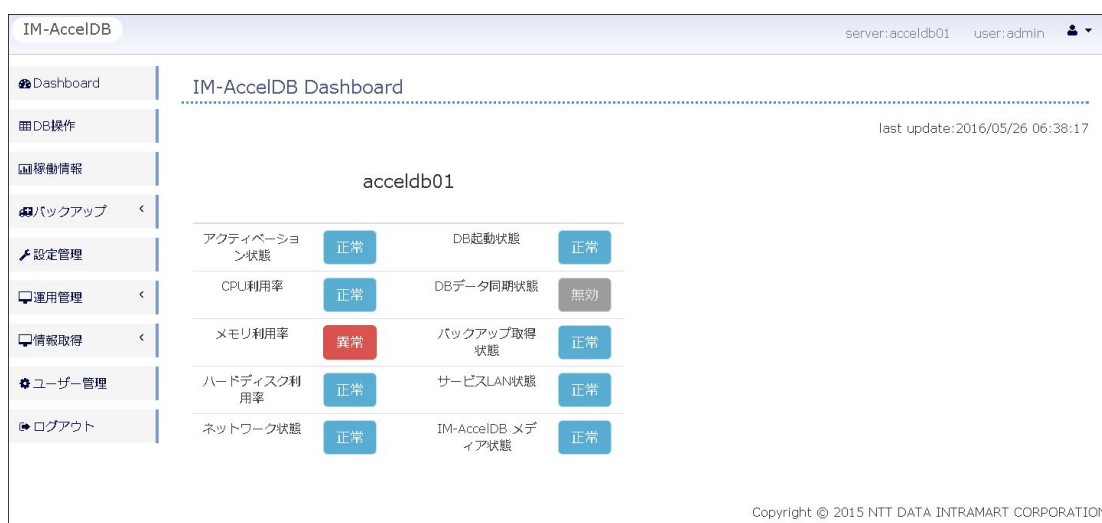 IM-AccelDB
server:acceldb01 user:admin
Dashboard
DB操作
稼働情報
バックアップ
設定管理
運用管理
情報取得
ユーザー管理
ログアウト
IM-AccelDB Dashboard
last update:2016/05/26 06:38:17
acceldb01
アクティベーショ
ン状態
正常
DB起動状態
正常
CPU利用率
正常
DBデータ同期状態
無効
メモリ利用率
異常
バックアップ取得
状態
正常
ハードディスク利
用率
正常
サービスLAN状態
正常
ネットワーク状態
正常
IM-AccelDB メデ
ィア状態
正常
Copyright © 2015 NTT DATA INTRAMART CORPORATION